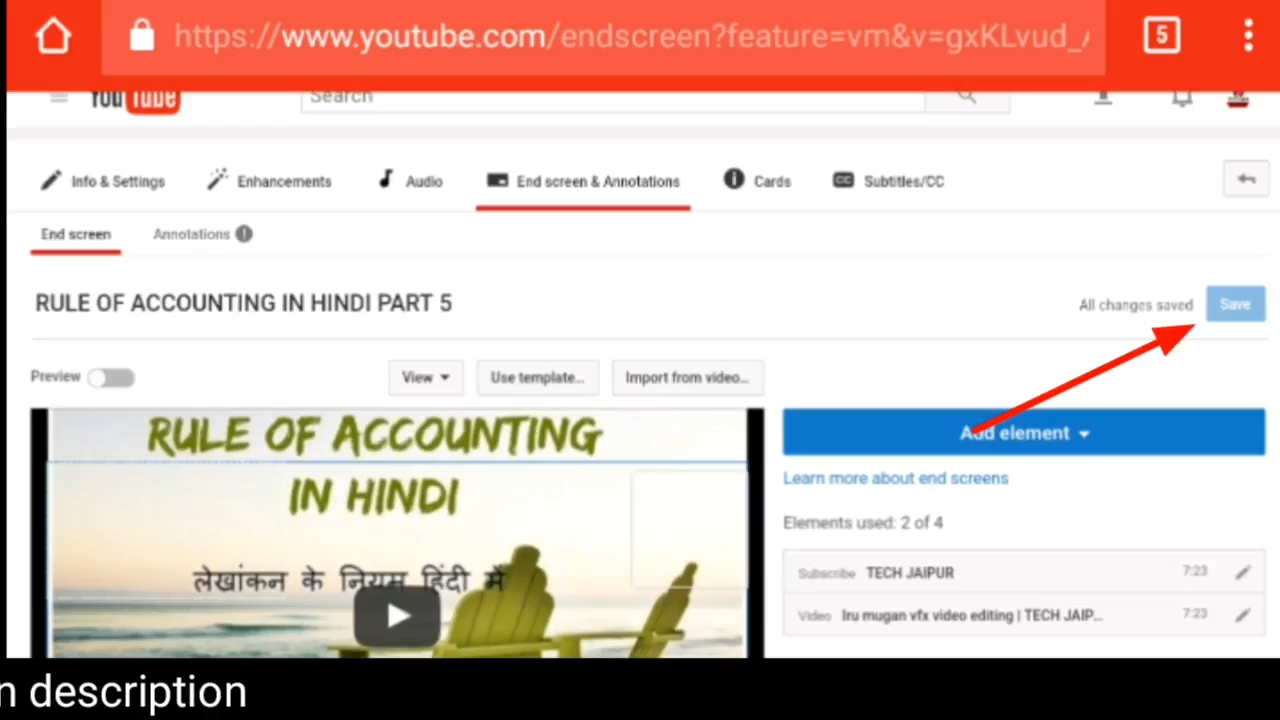 https://www.youtube.com/endscreen?feature=vm&v=gxKLvud_
5
YouTube
Search
Info & Settings
Enhancements
Audio
End screen & Annotations
Cards
CC
Subtitles/CC
End screen
Annotations
RULE OF ACCOUNTING IN HINDI PART 5
All changes saved
Save
Preview
View
Use template...
Import from video...
RULE OF ACCOUNTING
IN HINDI
लेखांकन के नियम हिंदी में
Add element
Learn more about end screens
Elements used: 2 of 4
Subscribe TECH JAIPUR 7:23
Video Iru mugan vfx video editing | TECH JAIP... 7:23
n description